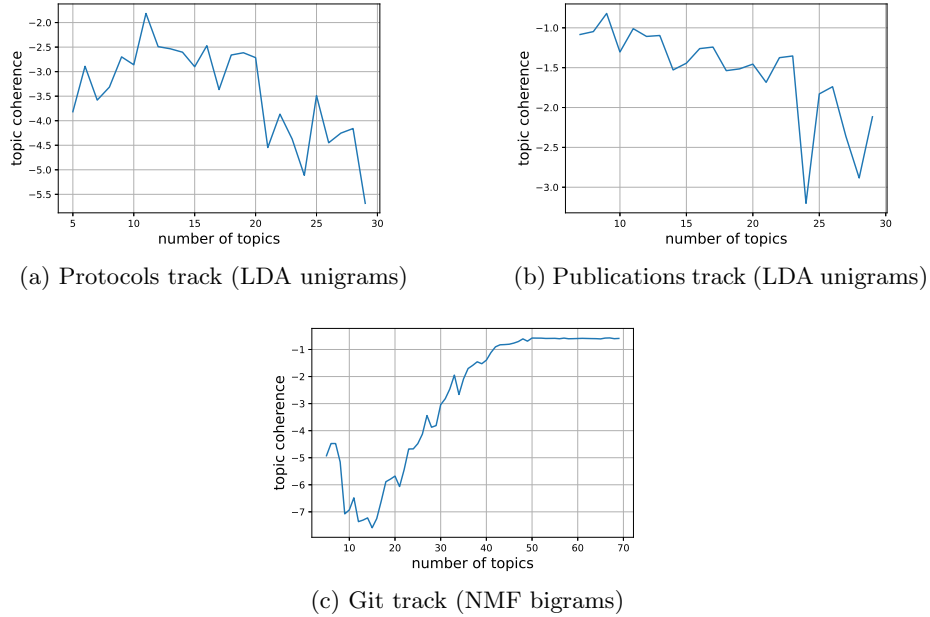 −2.0
−2.5
−3.0
−3.5
−4.0
−4.5
−5.0
−5.5
topic coherence
5 10 15 20 25 30
number of topics
(a) Protocols track (LDA unigrams)
−1.0
−1.5
−2.0
−2.5
−3.0
topic coherence
10 15 20 25 30
number of topics
(b) Publications track (LDA unigrams)
−1
−2
−3
−4
−5
−6
−7
topic coherence
10 20 30 40 50 60 70
number of topics
(c) Git track (NMF bigrams)